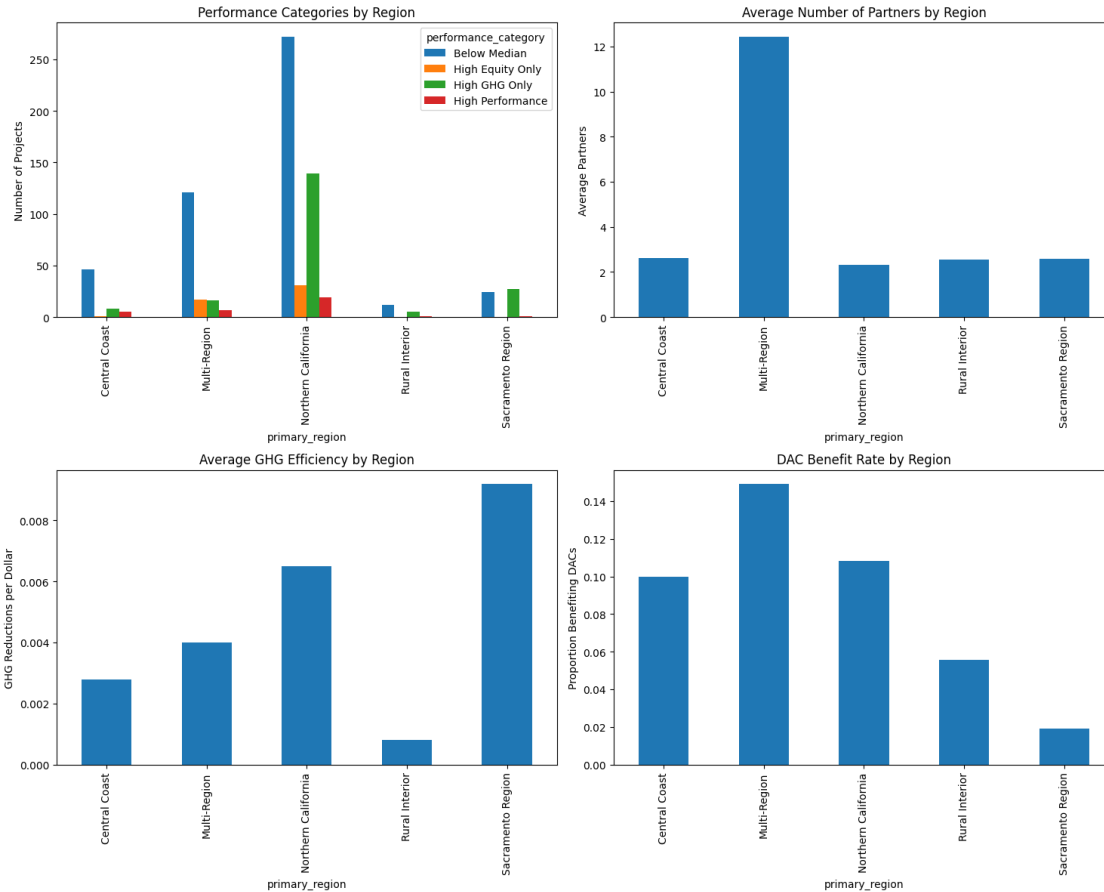 Performance Categories by Region
performance_category
Below Median
High Equity Only
High GHG Only
High Performance
Number of Projects
250
200
150
100
50
0
Central Coast
Multi-Region
Northern California
Rural Interior
Sacramento Region
primary_region
Average Number of Partners by Region
Average Partners
12
10
8
6
4
2
0
Central Coast
Multi-Region
Northern California
Rural Interior
Sacramento Region
primary_region
Average GHG Efficiency by Region
GHG Reductions per Dollar
0.008
0.006
0.004
0.002
0.000
Central Coast
Multi-Region
Northern California
Rural Interior
Sacramento Region
primary_region
DAC Benefit Rate by Region
Proportion Benefiting DACs
0.14
0.12
0.10
0.08
0.06
0.04
0.02
0.00
Central Coast
Multi-Region
Northern California
Rural Interior
Sacramento Region
primary_region